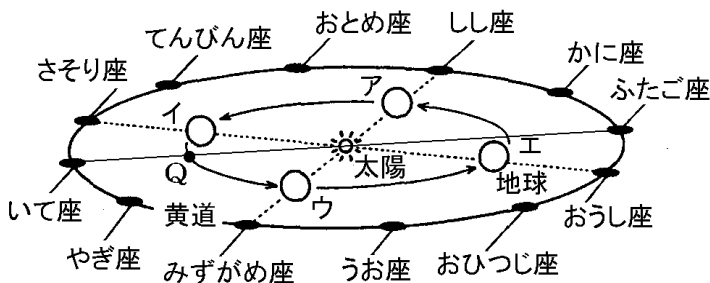 おとめ座
しし座
てんびん座
かに座
さそり座
ア
ふたご座
イ
エ
太陽
Q
地球
ウ
いて座
黄道
おうし座
やぎ座
みずがめ座
うお座
おひつじ座